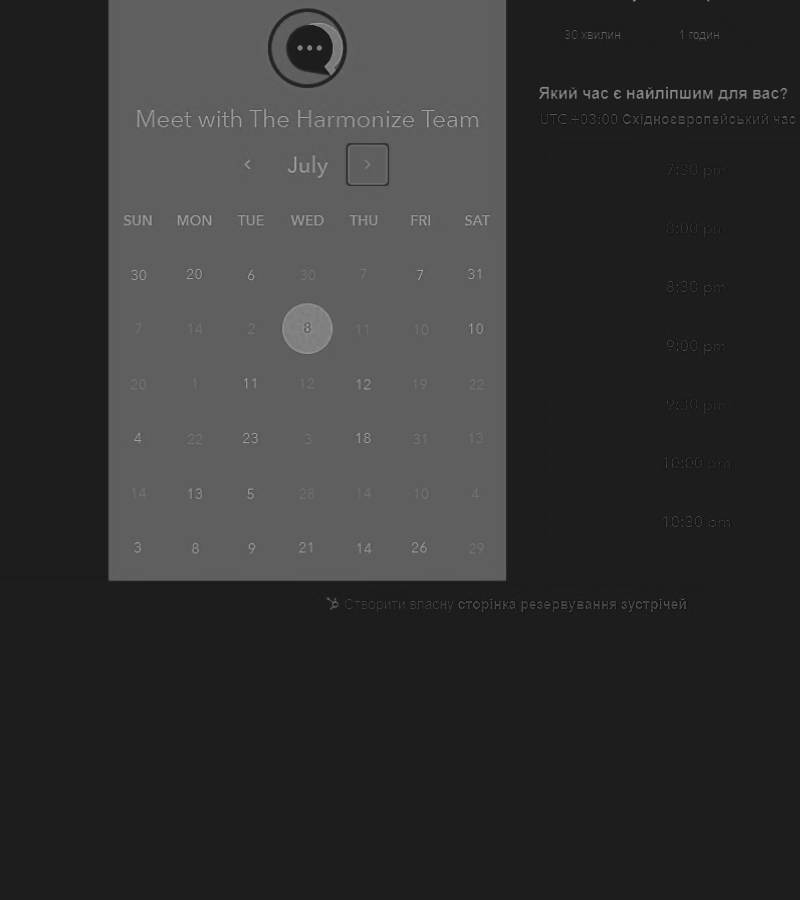 30 хвилин 1 годин
Meet with The Harmonize Team
July
SUN MON TUE WED THU FRI SAT
30 20 6 30 7 7 31
7 14 2 8 11 10 10
20 1 11 12 12 19 22
4 22 23 3 18 31 13
14 13 5 28 14 10 4
3 8 9 21 14 26 29
Який час є найліпшим для вас?
UTC +03:00 Східноєвропейський час
7:30 pm
8:00 pm
8:30 pm
9:00 pm
9:30 pm
10:00 pm
10:30 pm
Створити власну сторінка резервування зустрічей